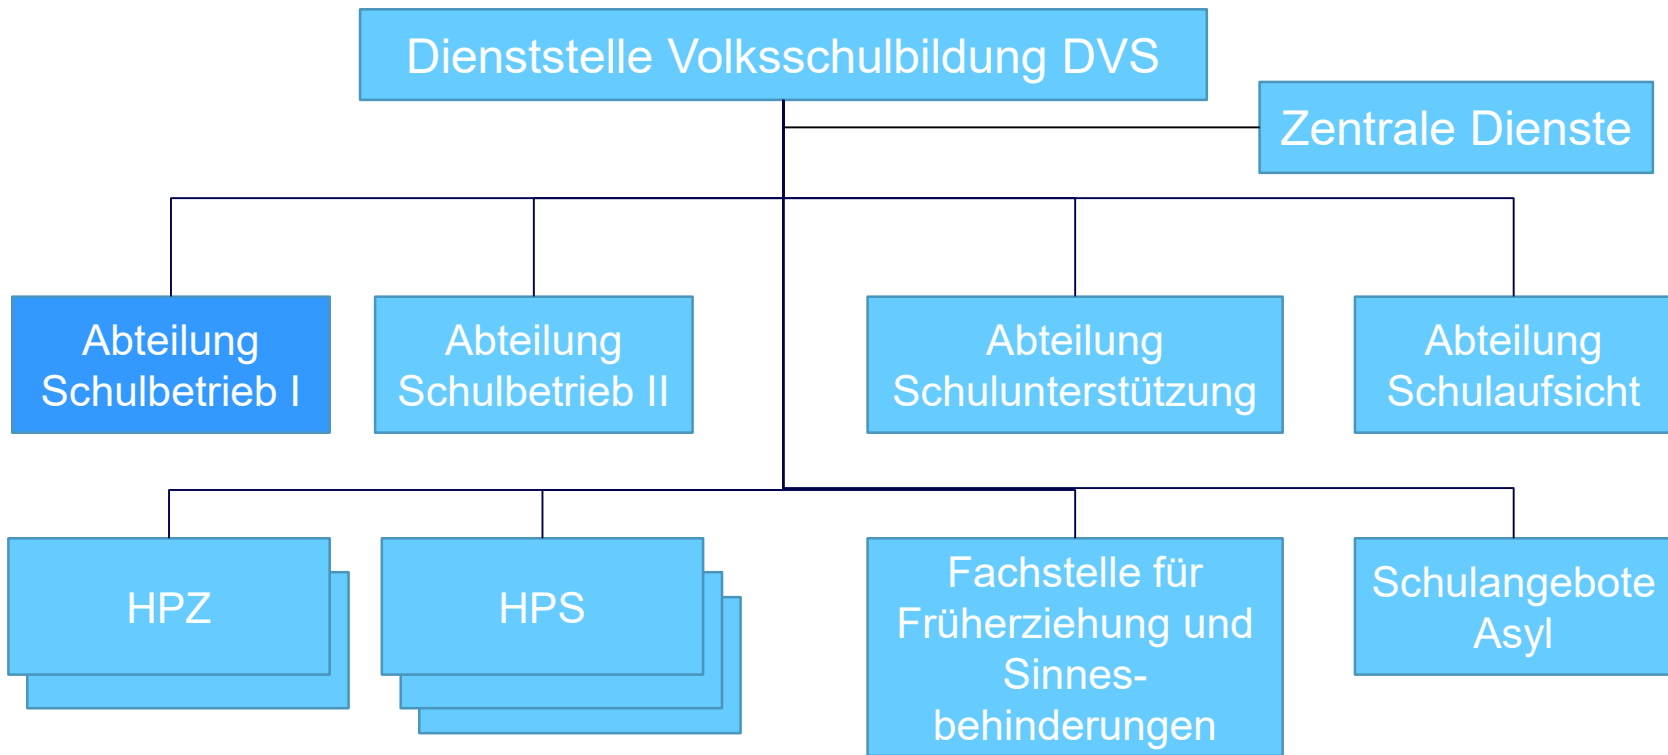 Dienststelle Volksschulbildung DVS
Zentrale Dienste
Abteilung
Schulbetrieb I
Abteilung
Schulbetrieb II
Abteilung
Schulunterstützung
Abteilung
Schulaufsicht
HPZ
HPS
Fachstelle für
Früherziehung und
Sinnes-
behinderungen
Schulangebote
Asyl